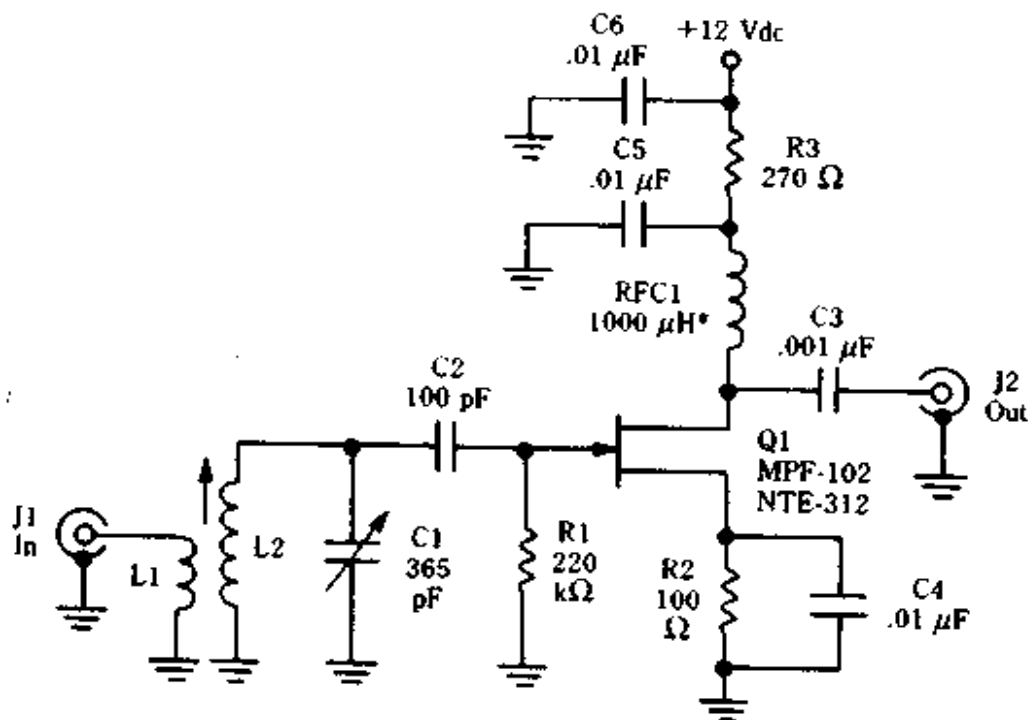 C6
.01 μF
+12 Vdc
C5
.01 μF
R3
270 Ω
RFC1
1000 μH*
C3
.001 μF
J2
Out
C2
100 pF
Q1
MPF-102
NTE-312
J1
In
L1
L2
C1
365
pF
R1
220
kΩ
R2
100
Ω
C4
.01 μF